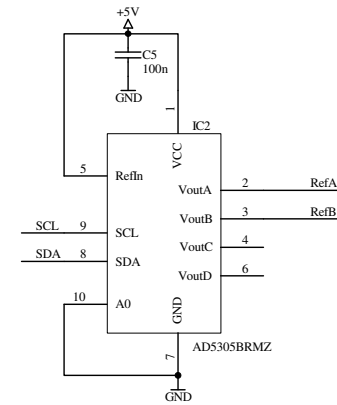 +5V
C5
100n
GND
1
IC2
VCC
5
RefIn
VoutA
2
RefA
VoutB
3
RefB
SCL
9
SCL
VoutC
4
SDA
8
SDA
VoutD
6
10
A0
GND
7
AD5305BRMZ
GND